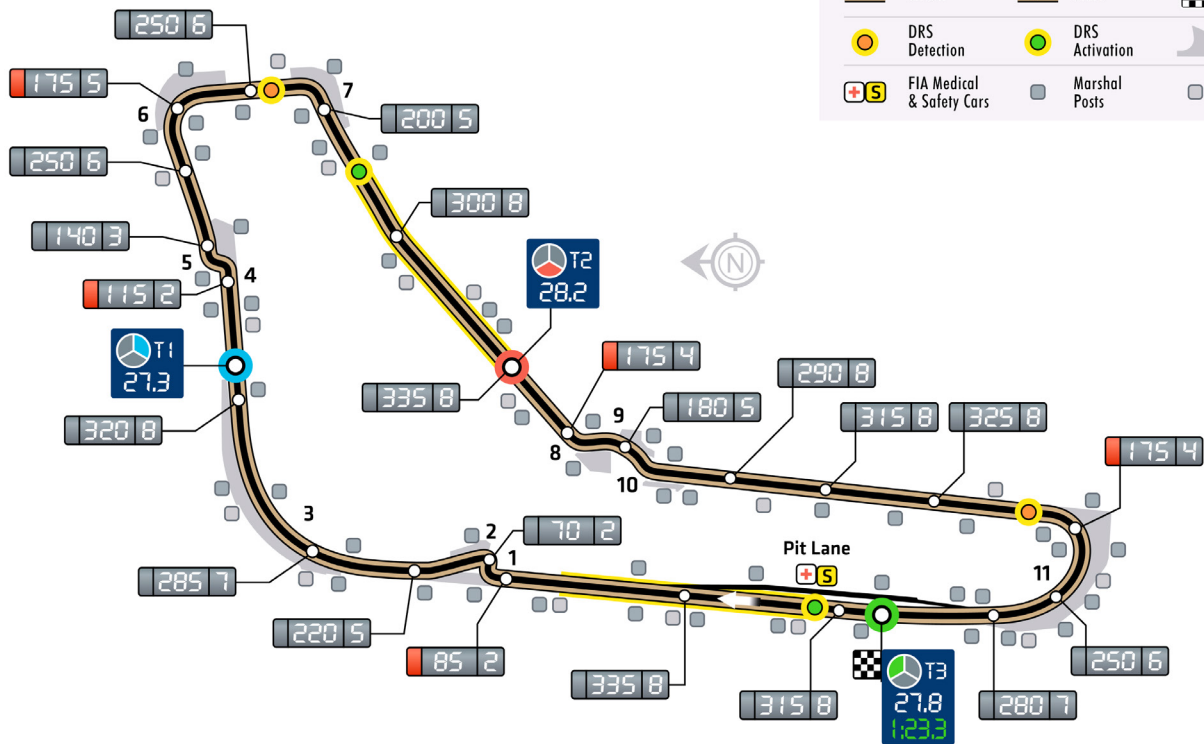 DRS
Detection
DRS
Activation
FIA Medical
& Safety Cars
Marshal
Posts
S
250 6
175 5
6
7
200 5
250 6
300 8
140 3
5
4
115 2
T2
28.2
N
T1
27.3
335 8
175 4
290 8
9
180 5
315 8
325 8
320 8
8
175 4
10
3
2
70 2
1
Pit Lane
S
11
285 7
220 5
85 2
335 8
315 8
T3
27.8
1:23.3
280 7
250 6